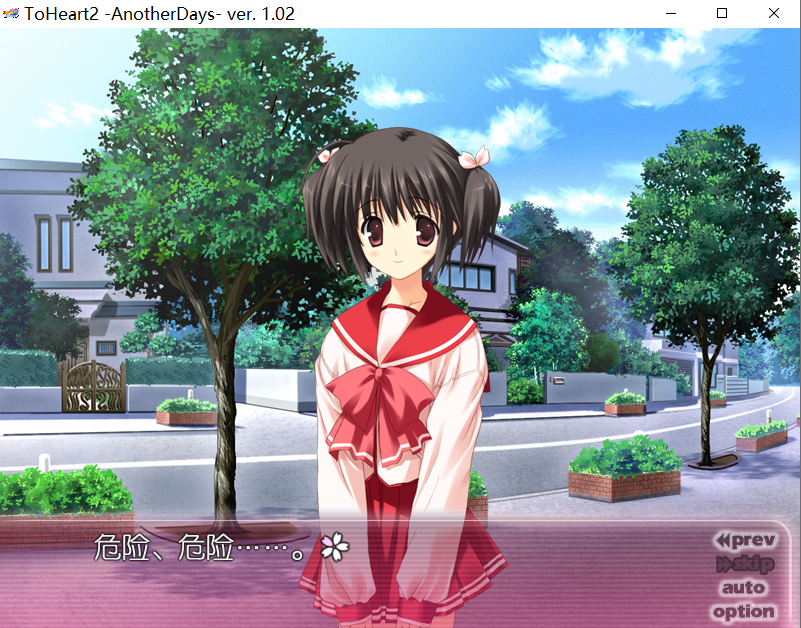 ToHeart2 -AnotherDays- ver. 1.02
危险、危险……。
prev
skip
auto
option